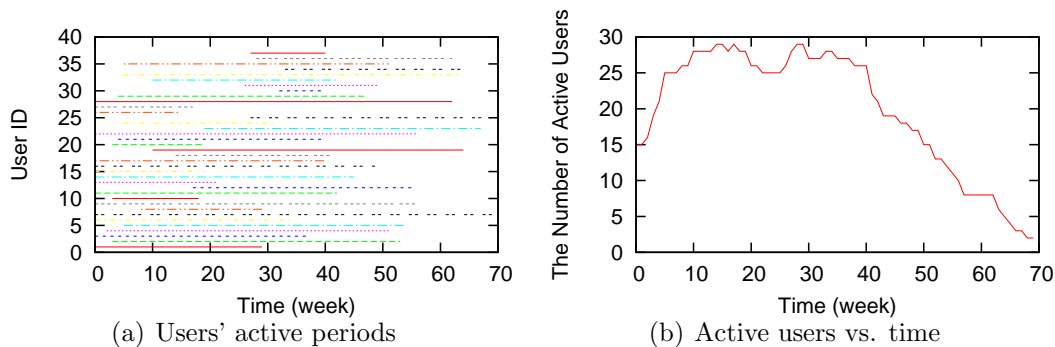 User ID
40
35
30
25
20
15
10
5
0
0 10 20 30 40 50 60 70
Time (week)
(a) Users' active periods
The Number of Active Users
30
25
20
15
10
5
0
0 10 20 30 40 50 60 70
Time (week)
(b) Active users vs. time